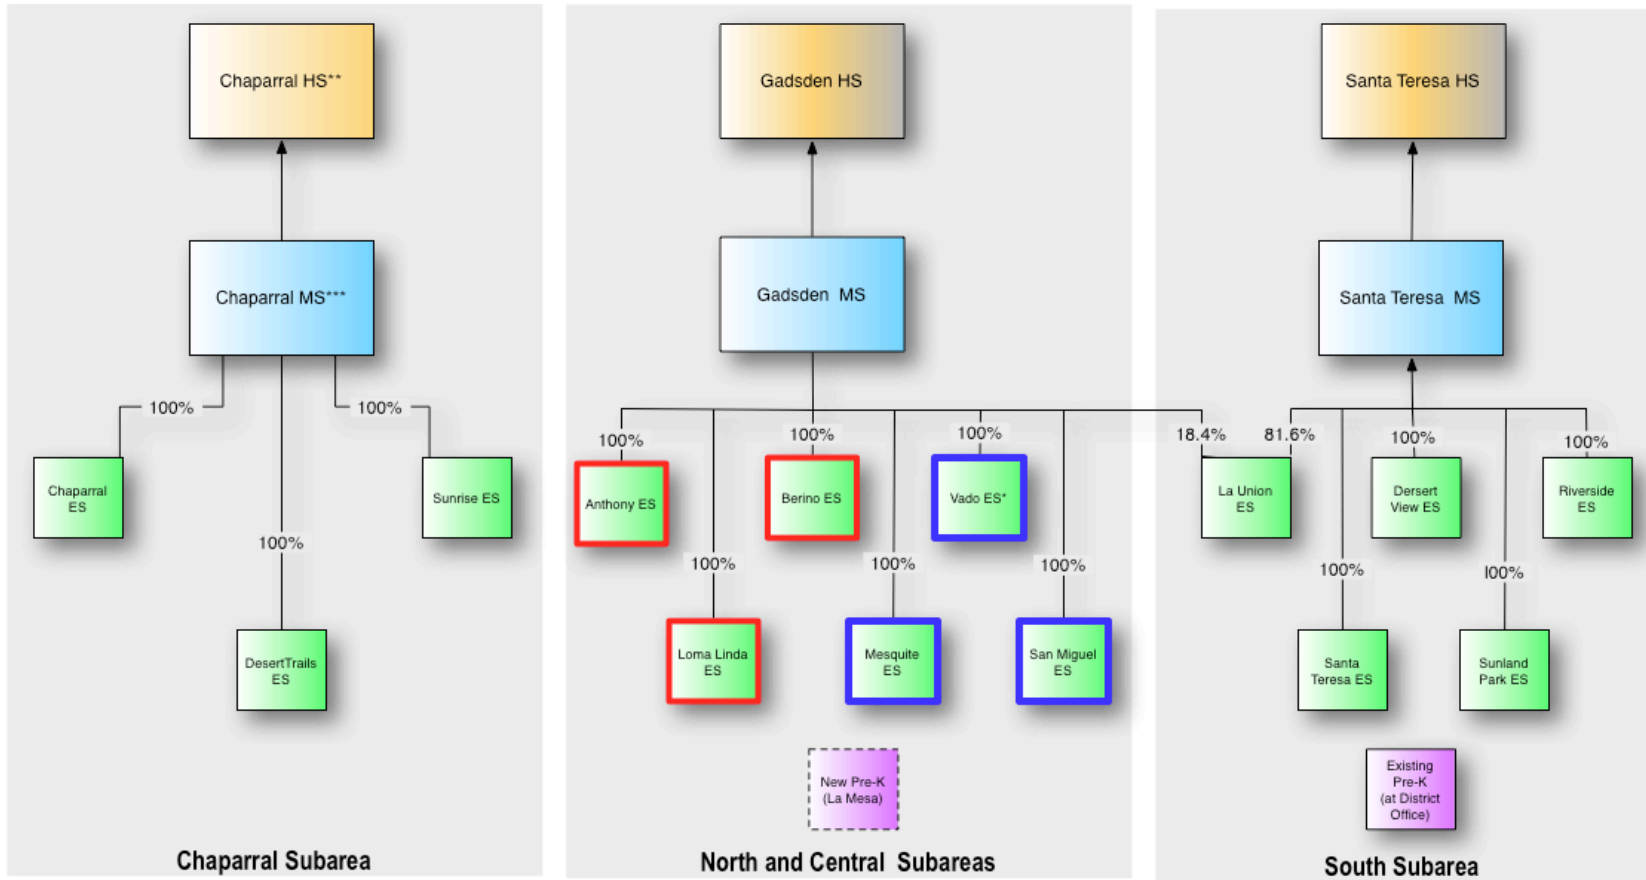 Chaparral HS**
Gadsden HS
Santa Teresa HS
Chaparral MS***
Gadsden MS
Santa Teresa MS
100%
100%
100%
100%
100%
100%
18.4%
81.6%
100%
100%
Chaparral
ES
Sunrise ES
Anthony ES
Berino ES
Vado ES*
La Union
ES
Dersert
View ES
Riverside
ES
100%
100%
100%
100%
100%
I00%
DesertTrails
ES
Loma Linda
ES
Mesquite
ES
San Miguel
ES
Santa
Teresa ES
Sunland
Park ES
New Pre-K
(La Mesa)
Existing
Pre-K
(at District
Office)
Chaparral Subarea
North and Central Subareas
South Subarea